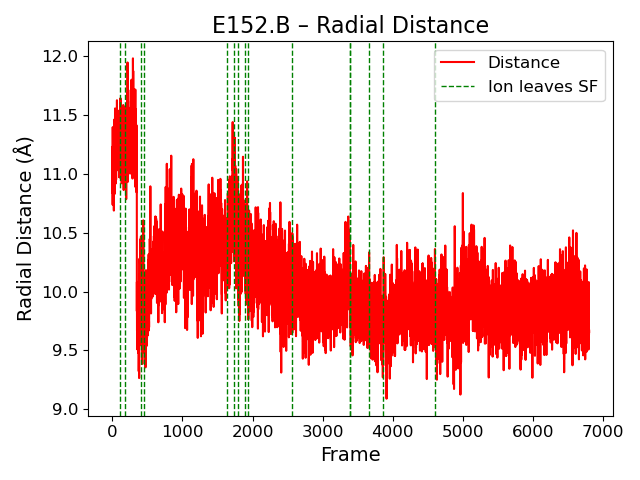 E152.B – Radial Distance
Distance
Ion leaves SF
12.0
11.5
11.0
10.5
10.0
9.5
9.0
Radial Distance (Å)
0 1000 2000 3000 4000 5000 6000 7000
Frame